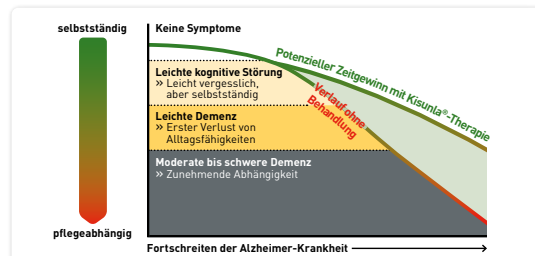 selbstständig
Keine Symptome
Leichte kognitive Störung
» Leicht vergesslich,
aber selbstständig
Leichte Demenz
» Erster Verlust von
Alltagsfähigkeiten
Moderate bis schwere Demenz
» Zunehmende Abhängigkeit
Potenzieller Zeitgewinn mit Kisunla®-Therapie
Verlauf ohne
Behandlung
pflegeabhängig
Fortschreiten der Alzheimer-Krankheit